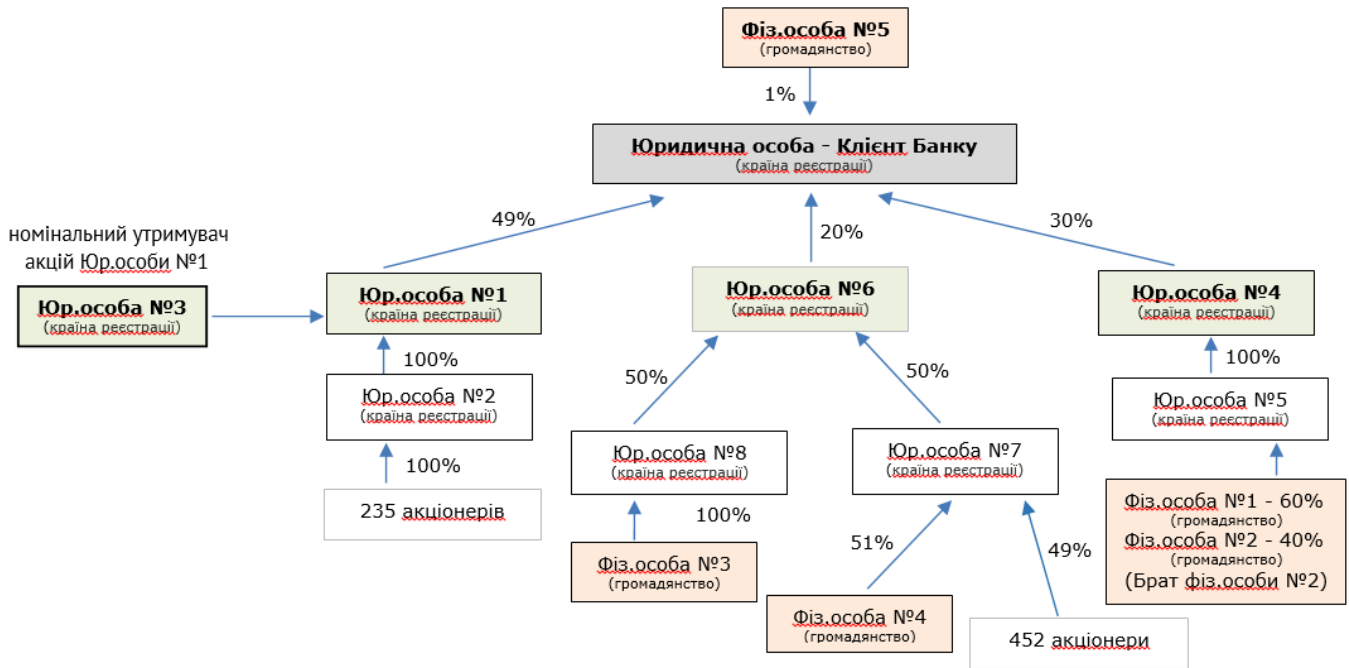 Фіз.особа №5
(громадянство)
1%
Юридична особа - Клієнт Банку
(країна реєстрації)
49%
20%
30%
номінальний утримувач
акцій Юр.особи №1
Юр.особа №3
(країна реєстрації)
Юр.особа №1
(країна реєстрації)
Юр.особа №6
(країна реєстрації)
Юр.особа №4
(країна реєстрації)
100%
50%
50%
100%
Юр.особа №2
(країна реєстрації)
Юр.особа №5
(країна реєстрації)
Юр.особа №8
(країна реєстрації)
Юр.особа №7
(країна реєстрації)
100%
235 акціонерів
100%
51%
49%
Фіз.особа №1 - 60%
(громадянство)
Фіз.особа №2 - 40%
(громадянство)
(Брат фіз.особи №2)
Фіз.особа №3
(громадянство)
Фіз.особа №4
(громадянство)
452 акціонери